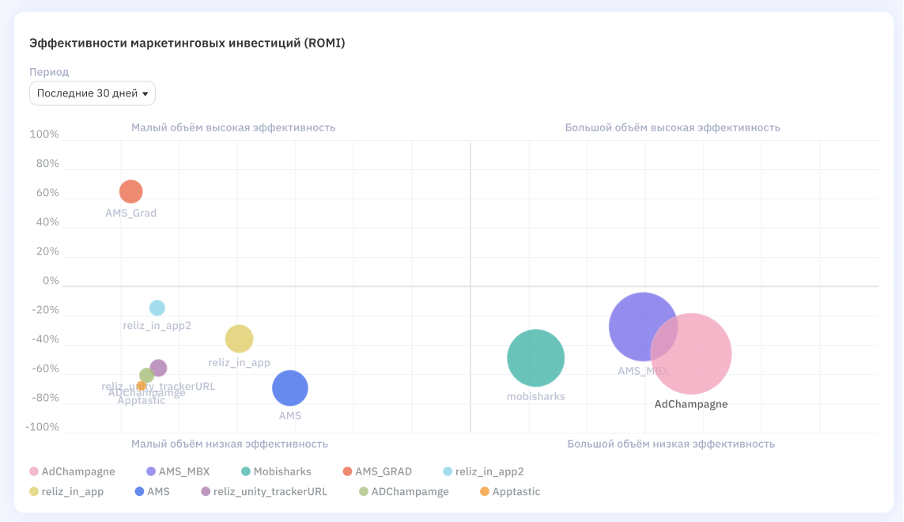 Эффективности маркетинговых инвестиций (ROMI)
Период
Последние 30 дней
Малый объём высокая эффективность
Большой объём высокая эффективность
100%
80%
60%
AMS_Grad
40%
20%
0%
-20%
reliz_in_app2
-40%
reliz_in_app
-60%
AMS_MBX
reliz_unity_trackerURL
ADChampamge
-80%
Apptastic
mobisharks
AdChampagne
AMS
-100%
Малый объём низкая эффективность
Большой объём низкая эффективность
AdChampagne
AMS_MBX
Mobisharks
AMS_GRAD
reliz_in_app2
reliz_in_app
AMS
reliz_unity_trackerURL
ADChampamge
Apptastic